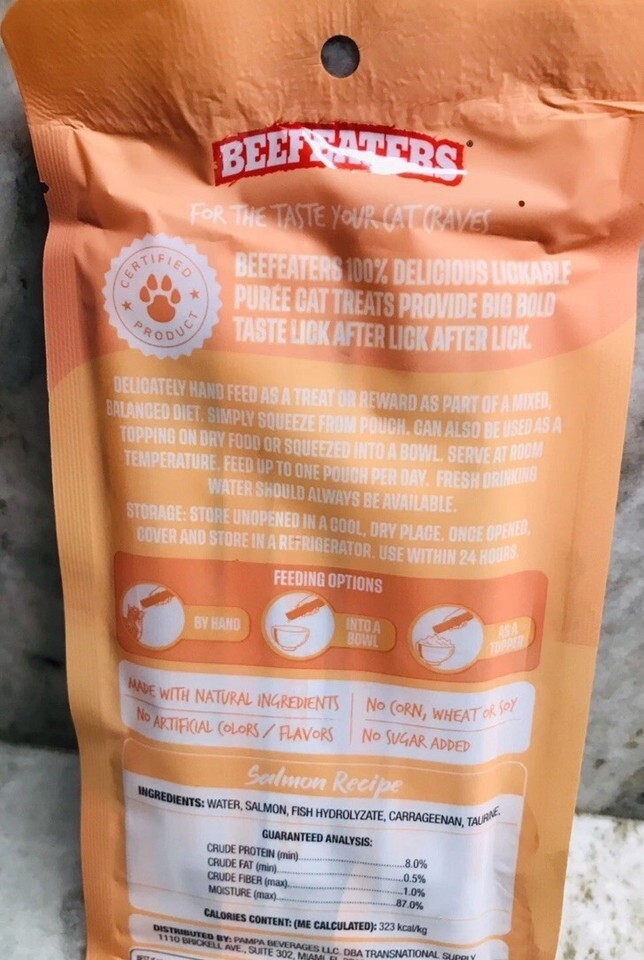 BEEFEATERS
FOR THE TASTE YOUR CAT CRAVES
CERTIFIED
PRODUCT
BEEFEATERS 100% DELICIOUS LICKABLE
PURÉE CAT TREATS PROVIDE BIG BOLD
TASTE LICK AFTER LICK AFTER LICK.
DELICATELY HAND FEED AS A TREAT OR REWARD AS PART OF A MIXED,
BALANCED DIET. SIMPLY SQUEEZE FROM POUCH. CAN ALSO BE USED AS A
TOPPING ON DRY FOOD OR SQUEEZED INTO A BOWL. SERVE AT ROOM
TEMPERATURE. FEED UP TO ONE POUCH PER DAY. FRESH DRINKING
WATER SHOULD ALWAYS BE AVAILABLE.
STORAGE: STORE UNOPENED IN A COOL, DRY PLACE. ONCE OPENED,
COVER AND STORE IN A REFRIGERATOR. USE WITHIN 24 HOURS.
FEEDING OPTIONS
BY HAND
INTO A
BOWL
AS A
TOPPER
MADE WITH NATURAL INGREDIENTS
NO CORN, WHEAT OR SOY
NO ARTIFICIAL COLORS / FLAVORS
NO SUGAR ADDED
Salmon Recipe
INGREDIENTS: WATER, SALMON, FISH HYDROLYZATE, CARRAGEENAN, TAURINE.
GUARANTEED ANALYSIS:
CRUDE PROTEIN (min)..........8.0%
CRUDE FAT (min)..........0.5%
CRUDE FIBER (max)..........1.0%
MOISTURE (max)..........87.0%
CALORIES CONTENT: (ME CALCULATED): 323 kcal/kg
DISTRIBUTED BY: PAMPA BEVERAGES LLC. DBA TRANSNATIONAL SUPPLY
1110 BRICKELL AVE., SUITE 302, MIAMI, FL